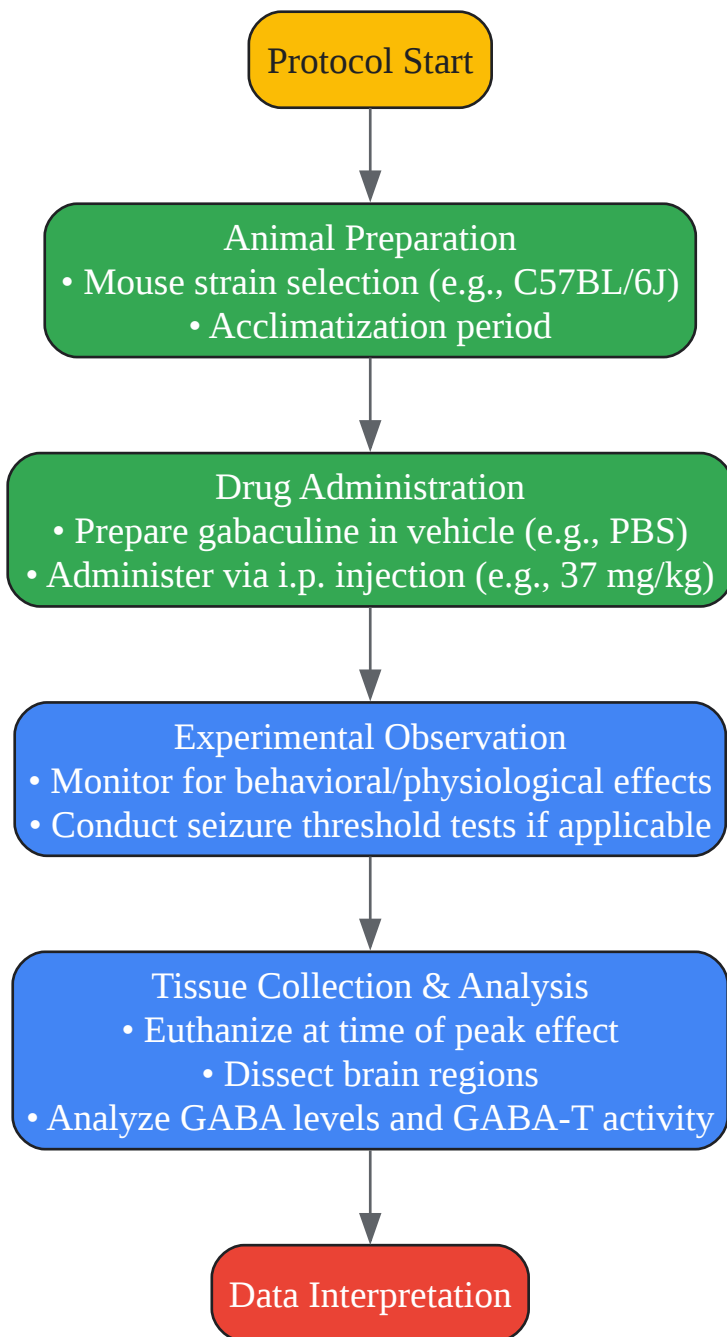 Protocol Start
Animal Preparation
• Mouse strain selection (e.g., C57BL/6J)
• Acclimatization period
Drug Administration
• Prepare gabaculine in vehicle (e.g., PBS)
• Administer via i.p. injection (e.g., 37 mg/kg)
Experimental Observation
• Monitor for behavioral/physiological effects
• Conduct seizure threshold tests if applicable
Tissue Collection & Analysis
• Euthanize at time of peak effect
• Dissect brain regions
• Analyze GABA levels and GABA-T activity
Data Interpretation